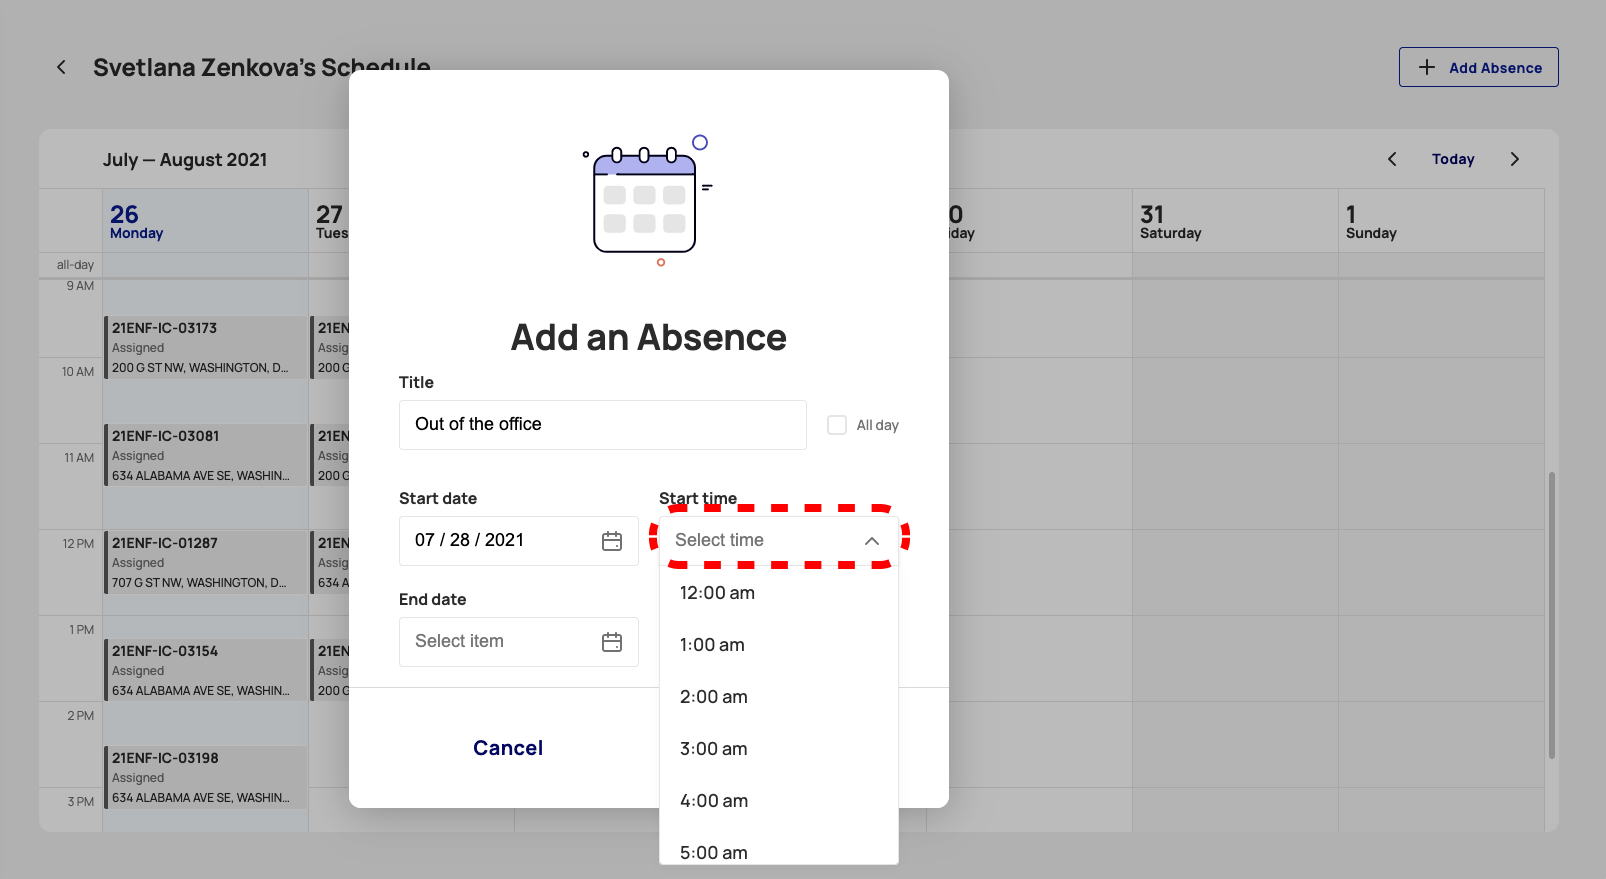 Svetlana Zenkova's Schedule
Add Absence
July — August 2021
Today
26
Monday
27
Tues
0
iday
31
Saturday
1
Sunday
all-day
9 AM
10 AM
11 AM
12 PM
1 PM
2 PM
3 PM
21ENF-IC-03173
Assigned
200 G ST NW, WASHINGTON, D...
21EN
Assig
200 G
21ENF-IC-03081
Assigned
634 ALABAMA AVE SE, WASHIN...
21EN
Assig
200 G
21ENF-IC-01287
Assigned
707 G ST NW, WASHINGTON, D...
21EN
Assig
634 A
21ENF-IC-03154
Assigned
634 ALABAMA AVE SE, WASHIN...
21EN
Assig
200 G
21ENF-IC-03198
Assigned
634 ALABAMA AVE SE, WASHIN...
Add an Absence
Title
Out of the office
All day
Start date
07 / 28 / 2021
Start time
Select time
12:00 am
1:00 am
2:00 am
3:00 am
4:00 am
5:00 am
End date
Select item
Cancel